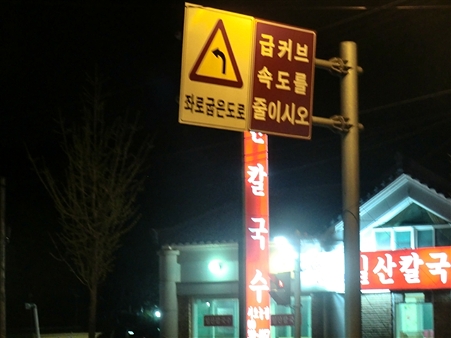 좌로굽은도로
급커브
속도를
줄이시오
칼국수
일산칼국